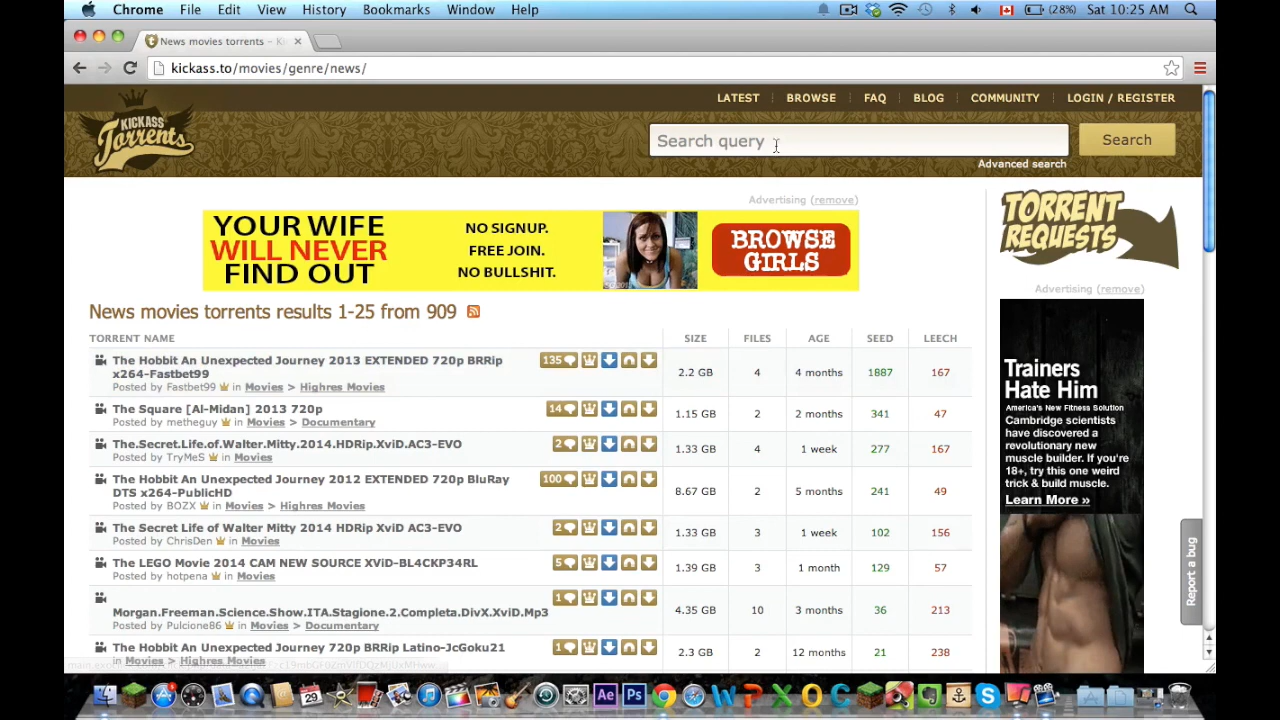 Chrome File Edit View History Bookmarks Window Help (28%) Sat 10:25 AM
News movies torrents - Ki
kickass.to/movies/genre/news/
LATEST BROWSE FAQ BLOG COMMUNITY LOGIN / REGISTER
KICKASS
Torrents
Search query Search
Advanced search
Advertising (remove)
YOUR WIFE
WILL NEVER
FIND OUT
NO SIGNUP.
FREE JOIN.
NO BULLSHIT.
BROWSE
GIRLS
TORRENT
REQUESTS
Advertising (remove)
Trainers
Hate Him
America's New Fitness Solution
Cambridge scientists
have discovered a
revolutionary new
muscle builder. If you're
18+, try this one weird
trick & build muscle.
Learn More »
News movies torrents results 1-25 from 909
TORRENT NAME SIZE FILES AGE SEED LEECH
The Hobbit An Unexpected Journey 2013 EXTENDED 720p BRRip
x264-Fastbet99 135 2.2 GB 4 4 months 1887 167
Posted by Fastbet99 in Movies > Highres Movies
The Square [Al-Midan] 2013 720p 14 1.15 GB 2 2 months 341 47
Posted by metheguy in Movies > Documentary
The.Secret.Life.of.Walter.Mitty.2014.HDRip.XviD.AC3-EVO 2 1.33 GB 4 1 week 277 167
Posted by TryMeS in Movies
The Hobbit An Unexpected Journey 2012 EXTENDED 720p BluRay
DTS x264-PublicHD 100 8.67 GB 2 5 months 241 49
Posted by BOZX in Movies > Highres Movies
The Secret Life of Walter Mitty 2014 HDRip XviD AC3-EVO 2 1.33 GB 3 1 week 102 156
Posted by ChrisDen in Movies
The LEGO Movie 2014 CAM NEW SOURCE XViD-BL4CKP34RL 5 1.39 GB 3 1 month 129 57
Posted by hotpena in Movies
Morgan.Freeman.Science.Show.ITA.Stagione.2.Completa.DivX.XviD.Mp3 1 4.35 GB 10 3 months 36 213
Posted by Pulcione86 in Movies > Documentary
The Hobbit An Unexpected Journey 720p BRRip Latino-JcGoku21 1 2.3 GB 2 12 months 21 238
in Movies > Highres Movies
Report a bug
29
Ae Ps